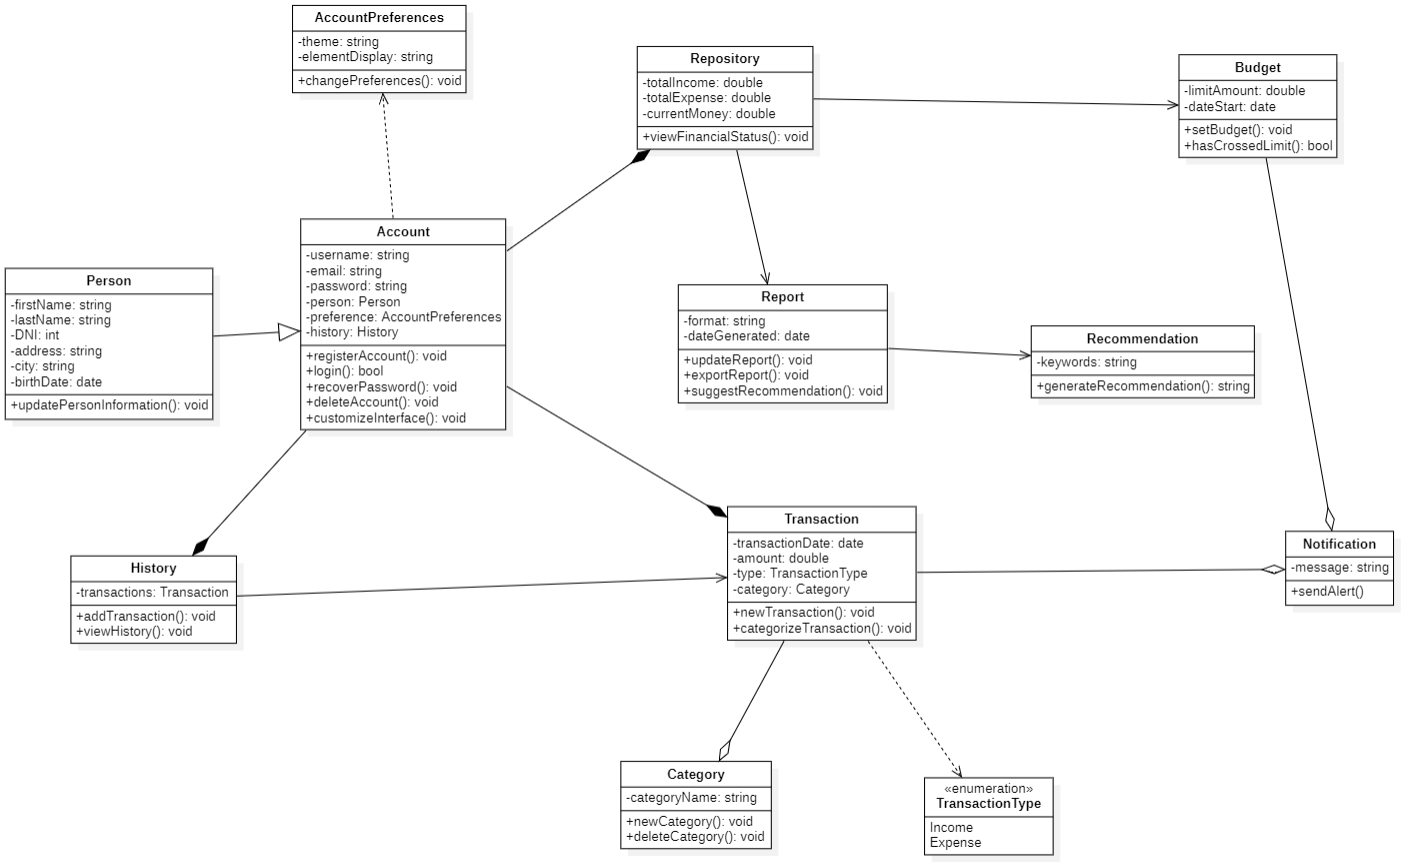 AccountPreferences
-theme: string
-elementDisplay: string
+changePreferences(): void
Repository
-totalIncome: double
-totalExpense: double
-currentMoney: double
+viewFinancialStatus(): void
Budget
-limitAmount: double
-dateStart: date
+setBudget(): void
+hasCrossedLimit(): bool
Account
-username: string
-email: string
-password: string
-person: Person
-preference: AccountPreferences
-history: History
+registerAccount(): void
+login(): bool
+recoverPassword(): void
+deleteAccount(): void
+customizeInterface(): void
Person
-firstName: string
-lastName: string
-DNI: int
-address: string
-city: string
-birthDate: date
+updatePersonInformation(): void
Report
-format: string
-dateGenerated: date
+updateReport(): void
+exportReport(): void
+suggestRecommendation(): void
Recommendation
-keywords: string
+generateRecommendation(): string
Transaction
-transactionDate: date
-amount: double
-type: TransactionType
-category: Category
+newTransaction(): void
+categorizeTransaction(): void
Notification
-message: string
+sendAlert()
History
-transactions: Transaction
+addTransaction(): void
+viewHistory(): void
Category
-categoryName: string
+newCategory(): void
+deleteCategory(): void
«enumeration»
TransactionType
Income
Expense